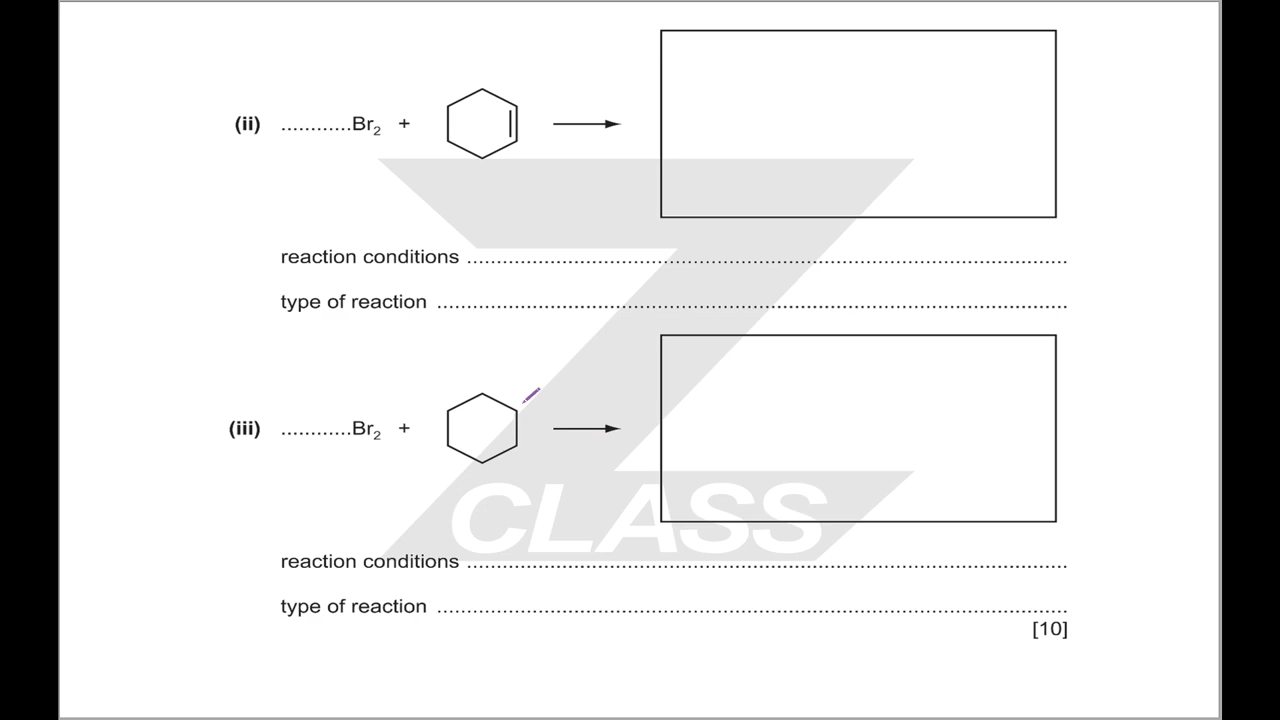 (ii) ............Br2 +
reaction conditions ....................................................................................................
type of reaction .........................................................................................................
(iii) ............Br2 +
CLASS
reaction conditions ....................................................................................................
type of reaction .........................................................................................................
[10]